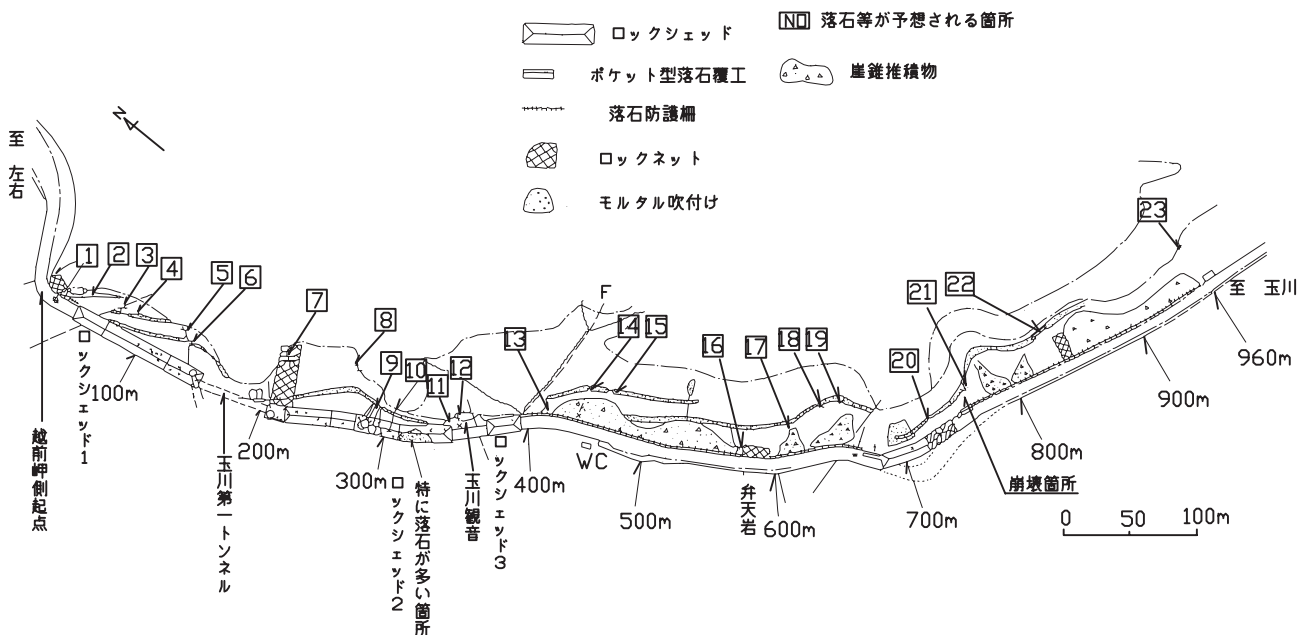 ロックシェッド
NO 落石等が予想される箇所
ポケット型落石覆工
崖錐推積物
落石防護柵
ロックネット
モルタル吹付け
N
至 左右
1
2
3
4
5
6
7
8
9
10
11
12
13
F
14
15
16
17
18
19
20
21
22
23
至 玉川
ロックシェッド1
100m
越前岬側起点
玉川第一トンネル
200m
300m
ロックシェッド2
特に落石が多い箇所
玉川観音
ロックシェッド3
400m
WC
500m
弁天岩
600m
700m
崩壊箇所
800m
900m
960m
0 50 100m